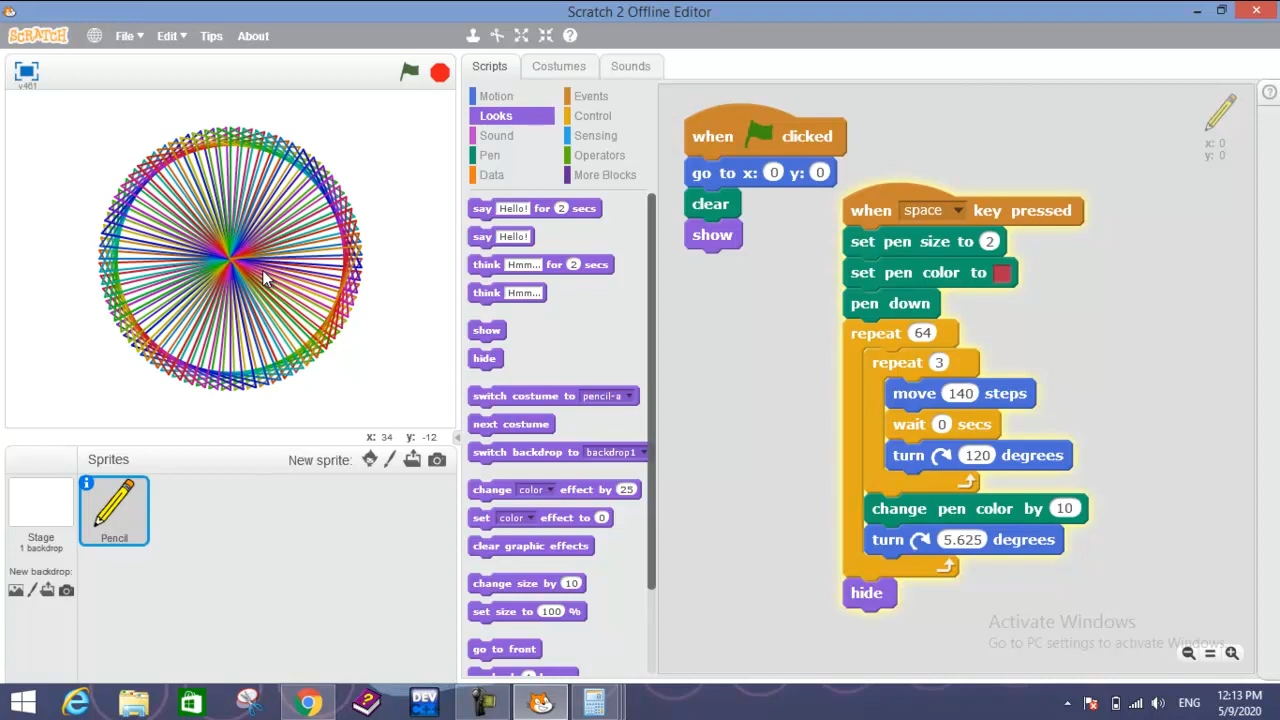 Scratch 2 Offline Editor
SCRATCH File Edit Tips About
v461
Scripts Costumes Sounds
Motion Events
Looks Control
Sound Sensing
Pen Operators
Data More Blocks
say Hello! for 2 secs
say Hello!
think Hmm... for 2 secs
think Hmm...
show
hide
switch costume to pencil-a
next costume
switch backdrop to backdrop1
change color effect by 25
set color effect to 0
clear graphic effects
change size by 10
set size to 100 %
go to front
when clicked
go to x: 0 y: 0
clear
show
when space key pressed
set pen size to 2
set pen color to
pen down
repeat 64
repeat 3
move 140 steps
wait 0 secs
turn 120 degrees
change pen color by 10
turn 5.625 degrees
hide
x: 0
y: 0
x: 34 y: -12
Sprites New sprite:
Stage
1 backdrop
New backdrop:
Pencil
Activate Windows
Go to PC settings to activate Windows.
DEV
ENG
12:13 PM
5/9/2020